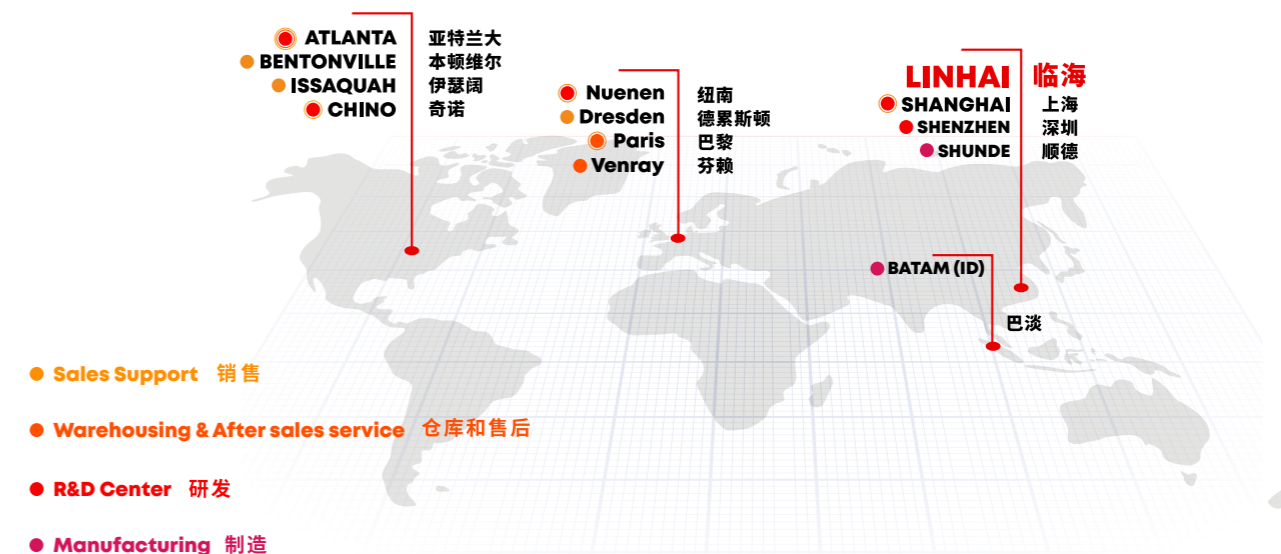 ATLANTA 亚特兰大
BENTONVILLE 本顿维尔
ISSAQUAH 伊瑟阔
CHINO 奇诺
Nuenen 纽南
Dresden 德累斯顿
Paris 巴黎
Venray 芬赖
LINHAI 临海
SHANGHAI 上海
SHENZHEN 深圳
SHUNDE 顺德
BATAM (ID)
巴淡
Sales Support 销售
Warehousing & After sales service 仓库和售后
R&D Center 研发
Manufacturing 制造